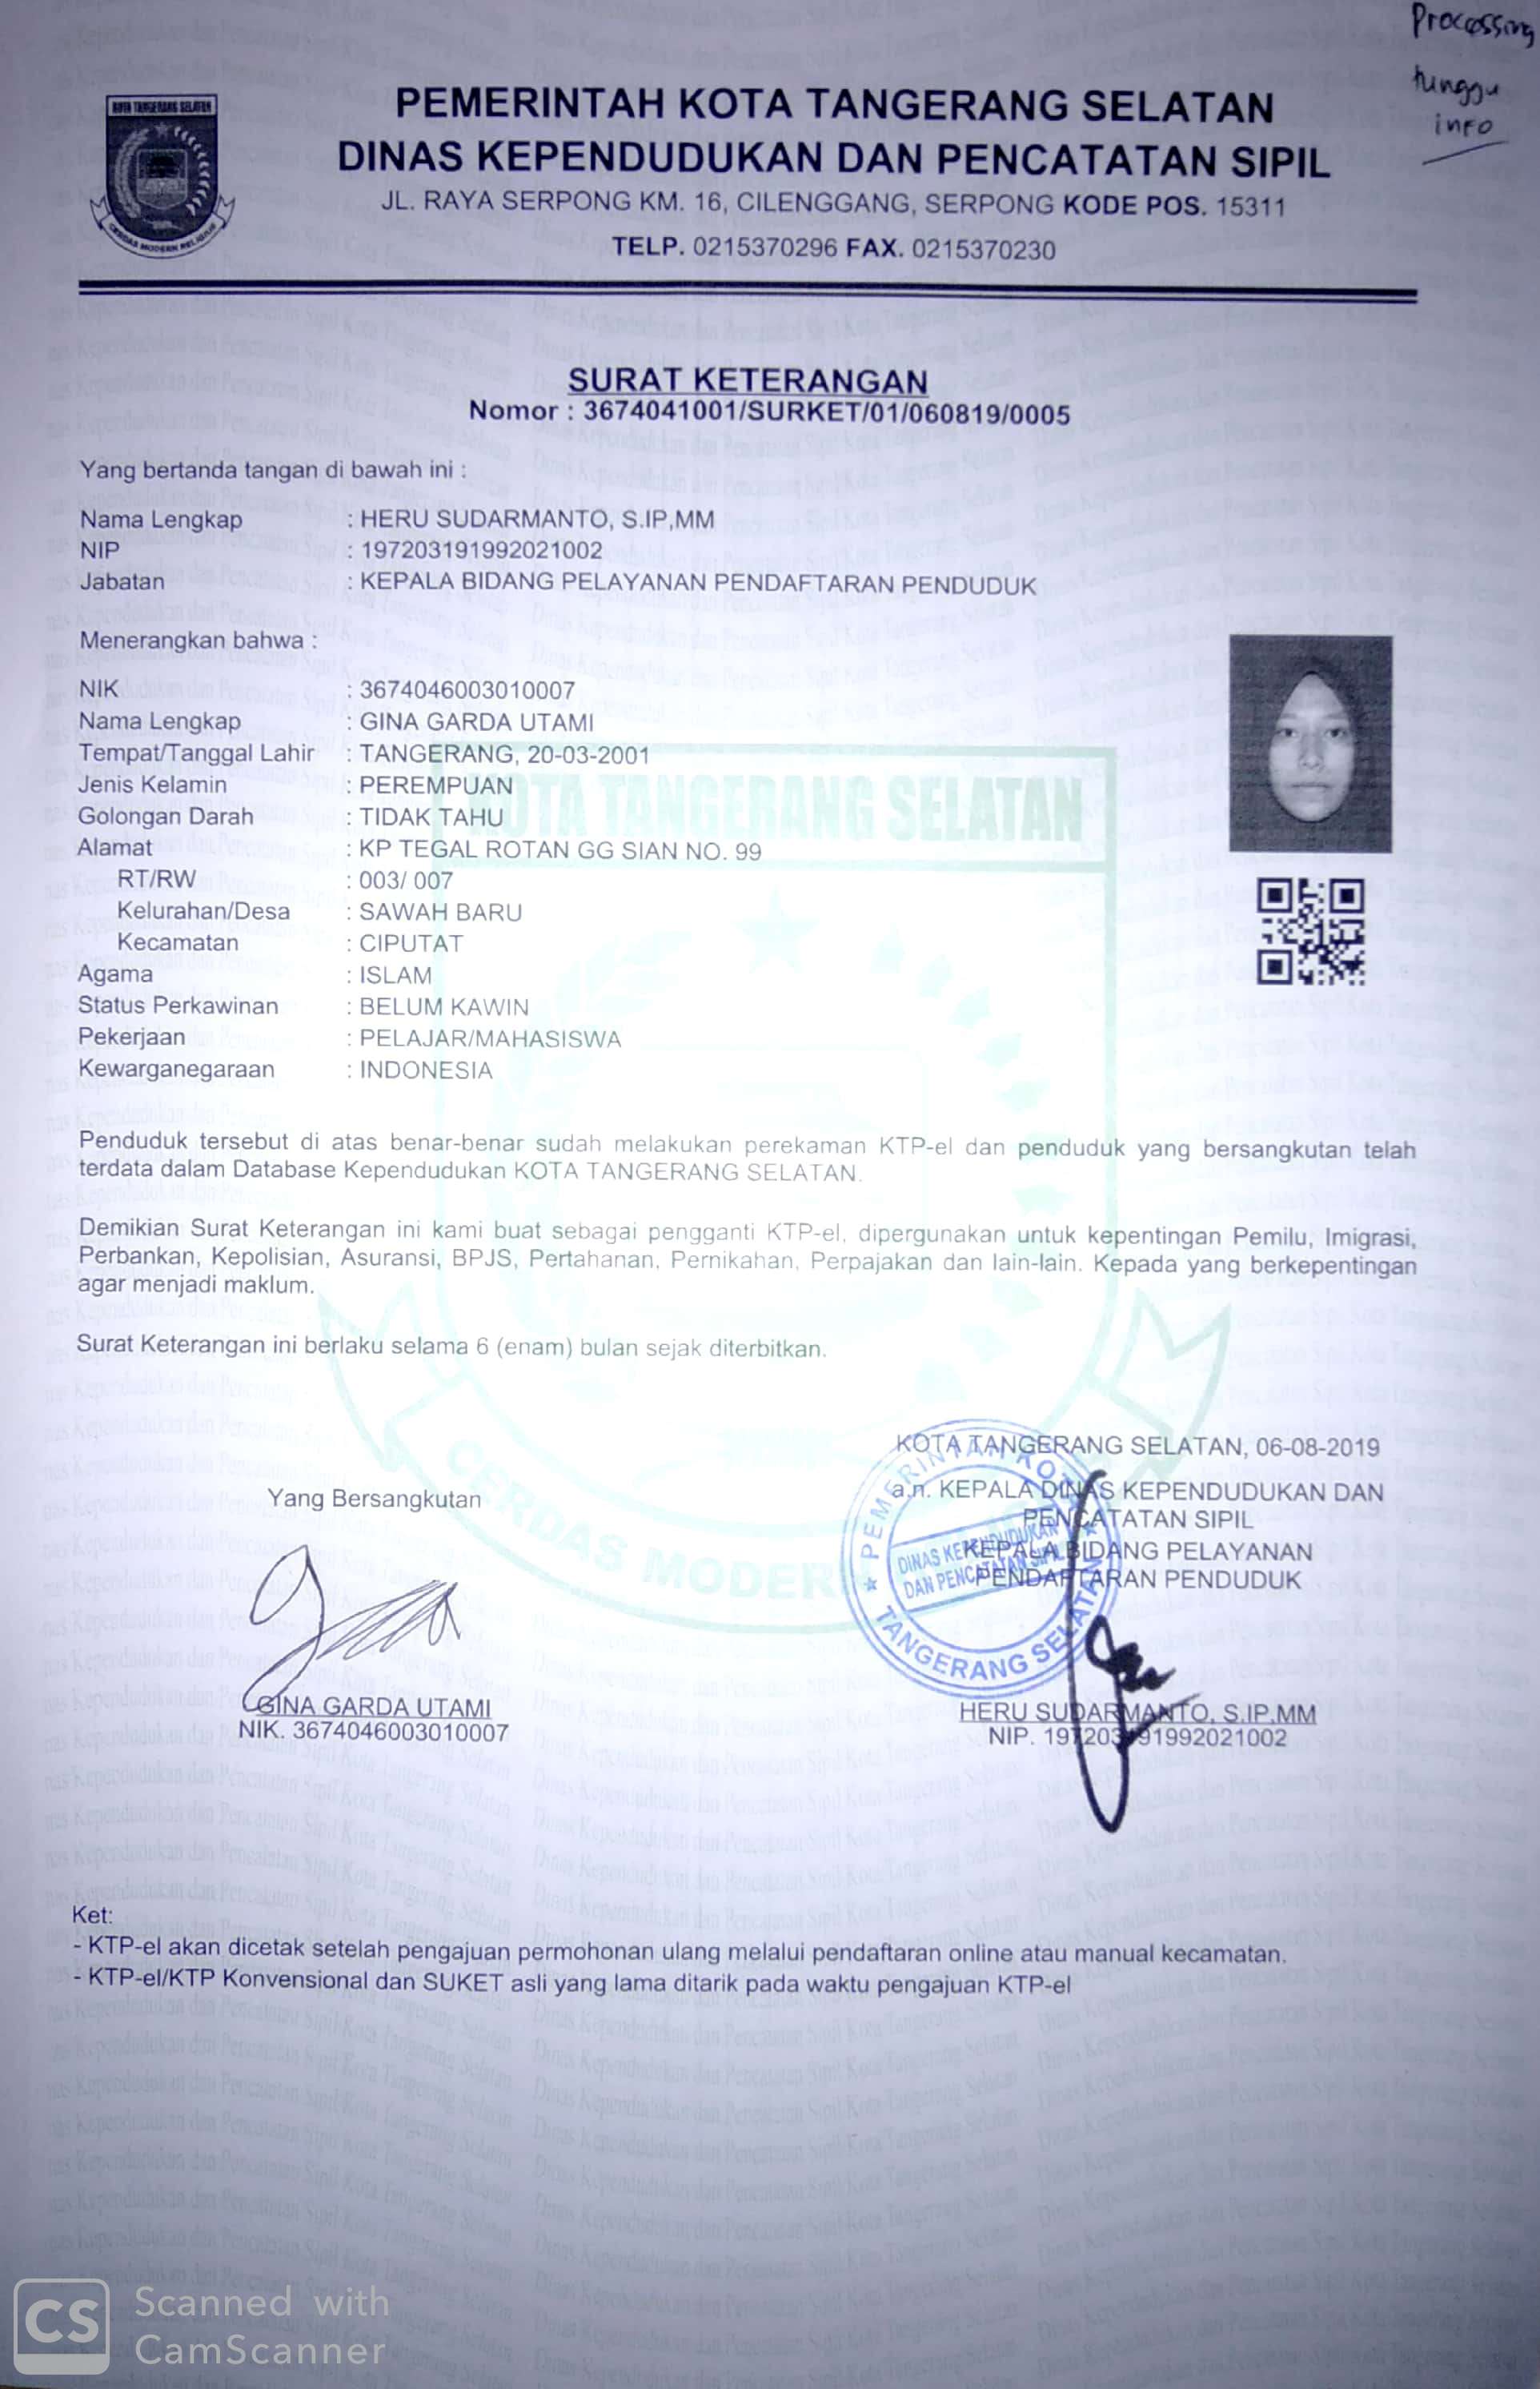 Processing
tunggu
info
KOTA TANGERANG SELATAN
CERDAS MODERN RELIGIUS
PEMERINTAH KOTA TANGERANG SELATAN
DINAS KEPENDUDUKAN DAN PENCATATAN SIPIL
JL. RAYA SERPONG KM. 16, CILENGGANG, SERPONG KODE POS. 15311
TELP. 0215370296 FAX. 0215370230
SURAT KETERANGAN
Nomor : 3674041001/SURKET/01/060819/0005
Yang bertanda tangan di bawah ini :
Nama Lengkap : HERU SUDARMANTO, S.IP,MM
NIP : 197203191992021002
Jabatan : KEPALA BIDANG PELAYANAN PENDAFTARAN PENDUDUK
Menerangkan bahwa :
NIK : 3674046003010007
Nama Lengkap : GINA GARDA UTAMI
Tempat/Tanggal Lahir : TANGERANG, 20-03-2001
Jenis Kelamin : PEREMPUAN
Golongan Darah : TIDAK TAHU
Alamat : KP TEGAL ROTAN GG SIAN NO. 99
RT/RW : 003/ 007
Kelurahan/Desa : SAWAH BARU
Kecamatan : CIPUTAT
Agama : ISLAM
Status Perkawinan : BELUM KAWIN
Pekerjaan : PELAJAR/MAHASISWA
Kewarganegaraan : INDONESIA
KOTA TANGERANG SELATAN
Penduduk tersebut di atas benar-benar sudah melakukan perekaman KTP-el dan penduduk yang bersangkutan telah
terdata dalam Database Kependudukan KOTA TANGERANG SELATAN.
Demikian Surat Keterangan ini kami buat sebagai pengganti KTP-el, dipergunakan untuk kepentingan Pemilu, Imigrasi,
Perbankan, Kepolisian, Asuransi, BPJS, Pertahanan, Pernikahan, Perpajakan dan lain-lain. Kepada yang berkepentingan
agar menjadi maklum.
Surat Keterangan ini berlaku selama 6 (enam) bulan sejak diterbitkan.
CERDAS MODERN
KOTA TANGERANG SELATAN, 06-08-2019
a.n. KEPALA DINAS KEPENDUDUKAN DAN
PENCATATAN SIPIL
KEPALA BIDANG PELAYANAN
PENDAFTARAN PENDUDUK
PEMERINTAH KOTA
DINAS KEPENDUDUKAN
DAN PENCATATAN SIPIL
TANGERANG SELATAN
HERU SUDARMANTO, S.IP,MM
NIP. 197203191992021002
Yang Bersangkutan
GINA GARDA UTAMI
NIK. 3674046003010007
Ket:
- KTP-el akan dicetak setelah pengajuan permohonan ulang melalui pendaftaran online atau manual kecamatan.
- KTP-el/KTP Konvensional dan SUKET asli yang lama ditarik pada waktu pengajuan KTP-el
CS
Scanned with
CamScanner